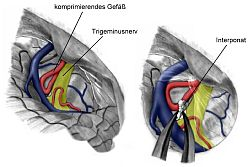 komprimierendes Gefäß
Trigeminusnerv
Interponat